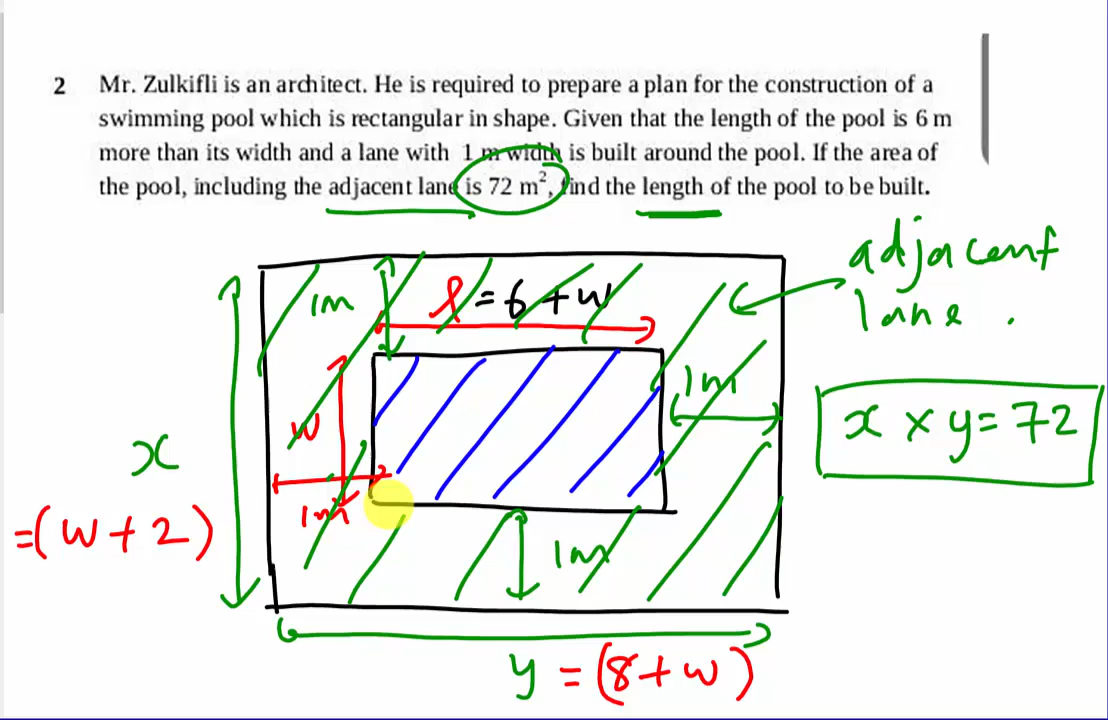 2 Mr. Zulkifli is an architect. He is required to prepare a plan for the construction of a
swimming pool which is rectangular in shape. Given that the length of the pool is 6 m
more than its width and a lane with 1 m width is built around the pool. If the area of
the pool, including the adjacent lane is 72 m², find the length of the pool to be built.
adjacent
lane.
1m
l = 6 + w
1m
w
x × y = 72
x
= (w + 2)
1m
1m
y = (8 + w)